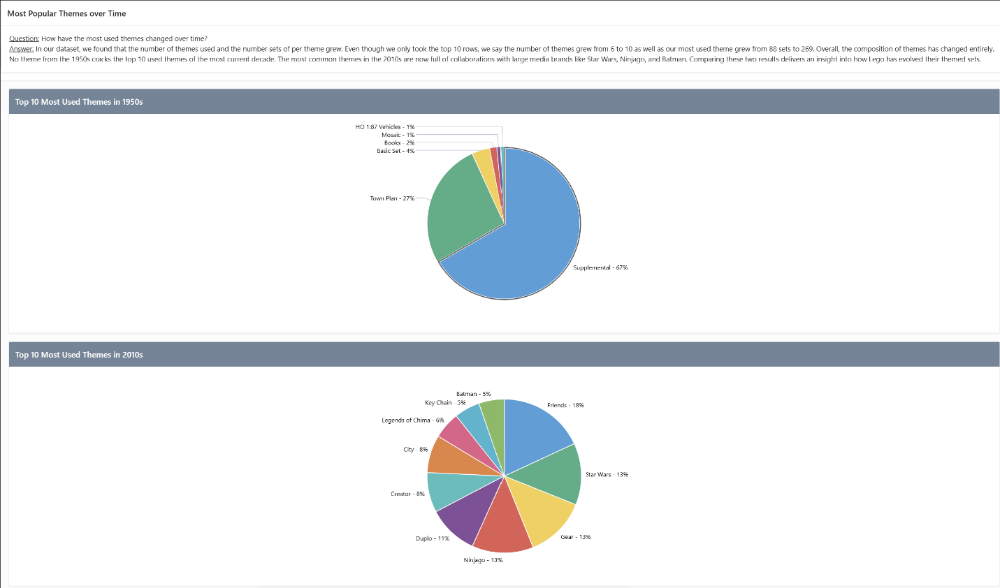 Most Popular Themes over Time
Question: How have the most used themes changed over time?
Answer: In our dataset, we found that the number of themes used and the number sets of per theme grew. Even though we only took the top 10 rows, we say the number of themes grew from 6 to 10 as well as our most used theme grew from 88 sets to 269. Overall, the composition of themes has changed entirely.
No theme from the 1950s cracks the top 10 used themes of the most current decade. The most common themes in the 2010s are now full of collaborations with large media brands like Star Wars, Ninjago, and Batman. Comparing these two results delivers an insight into how Lego has evolved their themed sets.
Top 10 Most Used Themes in 1950s
HO 1:87 Vehicles - 1%
Mosaic - 1%
Books - 2%
Basic Set - 4%
Town Plan - 27%
Supplemental - 67%
Top 10 Most Used Themes in 2010s
Batman - 5%
Key Chain - 5%
Friends - 18%
Legends of Chima - 6%
City - 8%
Star Wars - 13%
Creator - 8%
Gear - 13%
Duplo - 11%
Ninjago - 13%